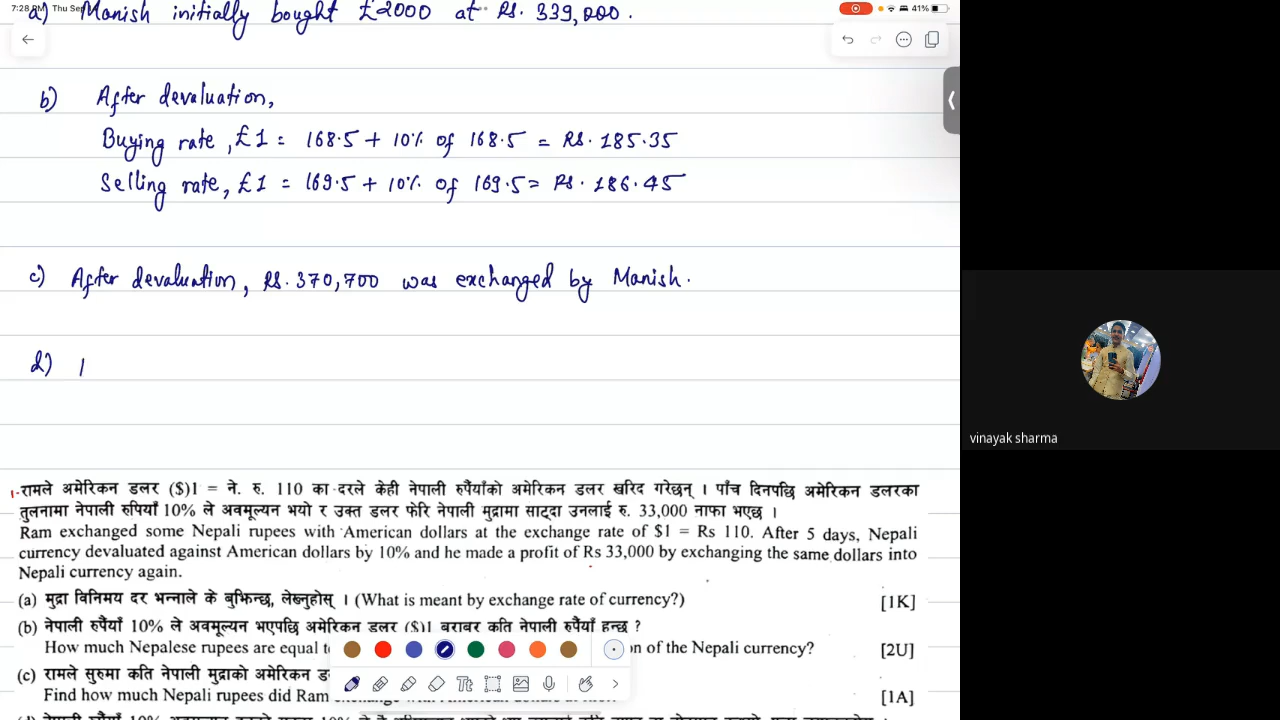 7:28 PM Thu Sep
41%
a) Manish initially bought £2000 at Rs. 339,000.
b) After devaluation,
Buying rate, £1 = 168.5 + 10% of 168.5 = Rs. 185.35
Selling rate, £1 = 169.5 + 10% of 169.5 = Rs. 186.45
c) After devaluation, Rs. 370,700 was exchanged by Manish.
d)
1. रामले अमेरिकन डलर ($)1 = ने. रु. 110 का दरले केही नेपाली रुपैँयाँको अमेरिकन डलर खरिद गरेछन् । पाँच दिनपछि अमेरिकन डलरका
तुलनामा नेपाली रुपियाँ 10% ले अवमूल्यन भयो र उक्त डलर फेरि नेपाली मुद्रामा साट्दा उनलाई रु. 33,000 नाफा भएछ ।
Ram exchanged some Nepali rupees with American dollars at the exchange rate of $1 = Rs 110. After 5 days, Nepali
currency devaluated against American dollars by 10% and he made a profit of Rs 33,000 by exchanging the same dollars into
Nepali currency again.
(a) मुद्रा विनिमय दर भन्नाले के बुझिन्छ, लेख्नुहोस् । (What is meant by exchange rate of currency?) [1K]
(b) नेपाली रुपैँयाँ 10% ले अवमूल्यन भएपछि अमेरिकन डलर ($)1 बराबर कति नेपाली रुपैँयाँ हुन्छ ?
How much Nepalese rupees are equal on of the Nepali currency? [2U]
(c) रामले सुरुमा कति नेपाली मुद्राको अमेरिकन
Find how much Nepali rupees did Ram [1A]
Tt
vinayak sharma